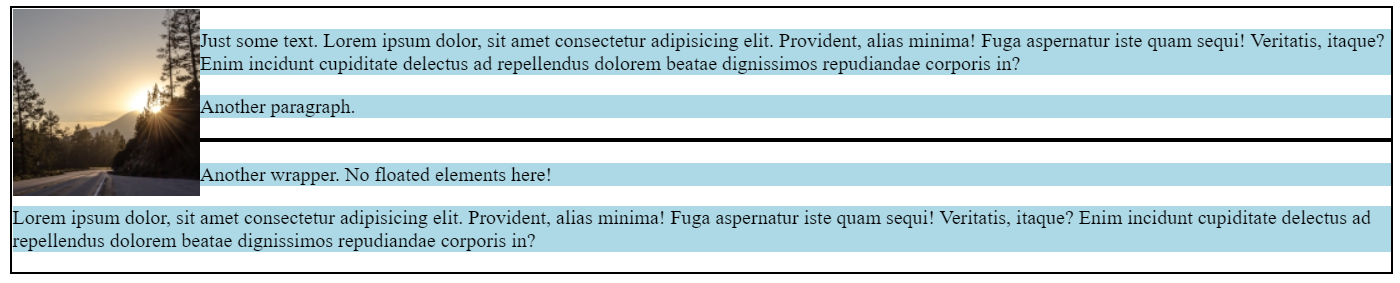 Just some text. Lorem ipsum dolor, sit amet consectetur adipisicing elit. Provident, alias minima! Fuga aspernatur iste quam sequi! Veritatis, itaque?
Enim incidunt cupiditate delectus ad repellendus dolorem beatae dignissimos repudiandae corporis in?
Another paragraph.
Another wrapper. No floated elements here!
Lorem ipsum dolor, sit amet consectetur adipisicing elit. Provident, alias minima! Fuga aspernatur iste quam sequi! Veritatis, itaque? Enim incidunt cupiditate delectus ad
repellendus dolorem beatae dignissimos repudiandae corporis in?